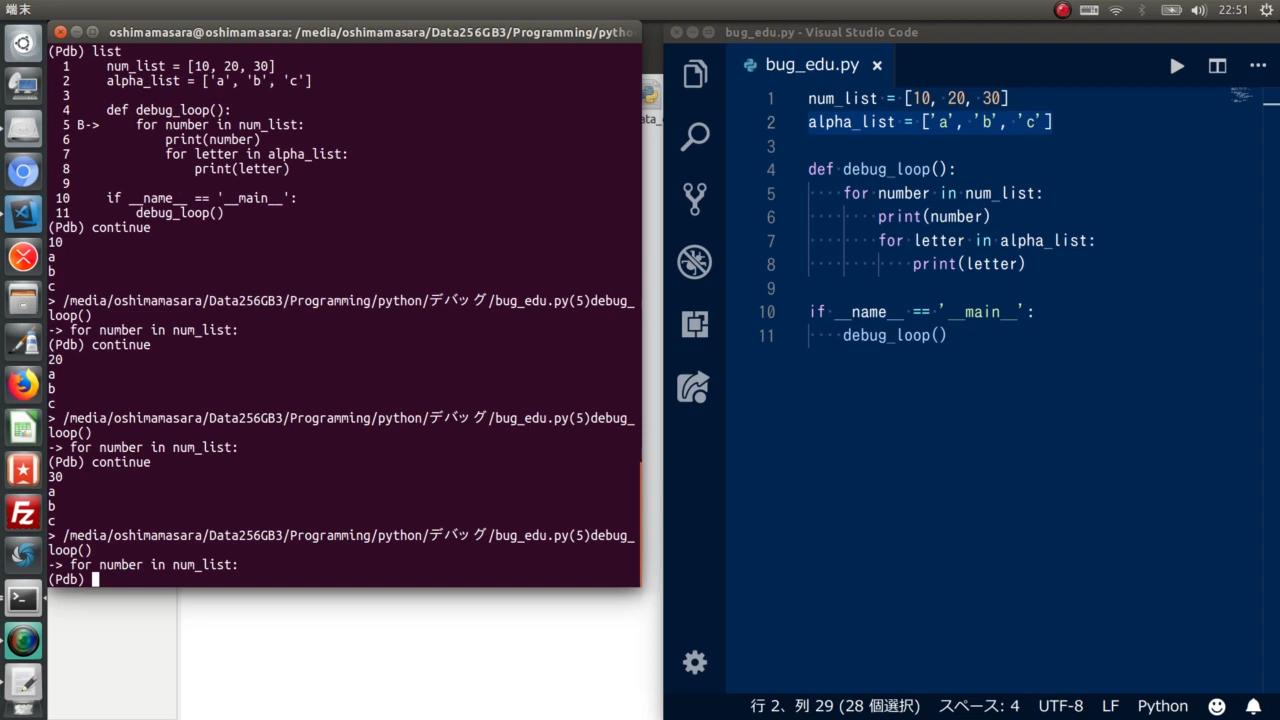 端末
22:51
oshimamasara@oshimamasara: /media/oshimamasara/Data256GB3/Programming/pytho
(Pdb) list
1 num_list = [10, 20, 30]
2 alpha_list = ['a', 'b', 'c']
3
4 def debug_loop():
5 B-> for number in num_list:
6 print(number)
7 for letter in alpha_list:
8 print(letter)
9
10 if __name__ == '__main__':
11 debug_loop()
(Pdb) continue
10
a
b
c
> /media/oshimamasara/Data256GB3/Programming/python/デバッグ/bug_edu.py(5)debug_
loop()
-> for number in num_list:
(Pdb) continue
20
a
b
c
> /media/oshimamasara/Data256GB3/Programming/python/デバッグ/bug_edu.py(5)debug_
loop()
-> for number in num_list:
(Pdb) continue
30
a
b
c
> /media/oshimamasara/Data256GB3/Programming/python/デバッグ/bug_edu.py(5)debug_
loop()
-> for number in num_list:
(Pdb)
bug_edu.py - Visual Studio Code
bug_edu.py
1 num_list = [10, 20, 30]
2 alpha_list = ['a', 'b', 'c']
3
4 def debug_loop():
5 for number in num_list:
6 print(number)
7 for letter in alpha_list:
8 print(letter)
9
10 if __name__ == '__main__':
11 debug_loop()
行 2、列 29 (28 個選択) スペース: 4 UTF-8 LF Python